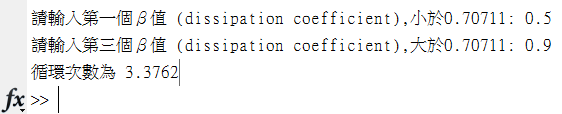 請輸入第一個β值 (dissipation coefficient),小於0.70711: 0.5
請輸入第三個β值 (dissipation coefficient),大於0.70711: 0.9
循環次數為 3.3762
fx >>